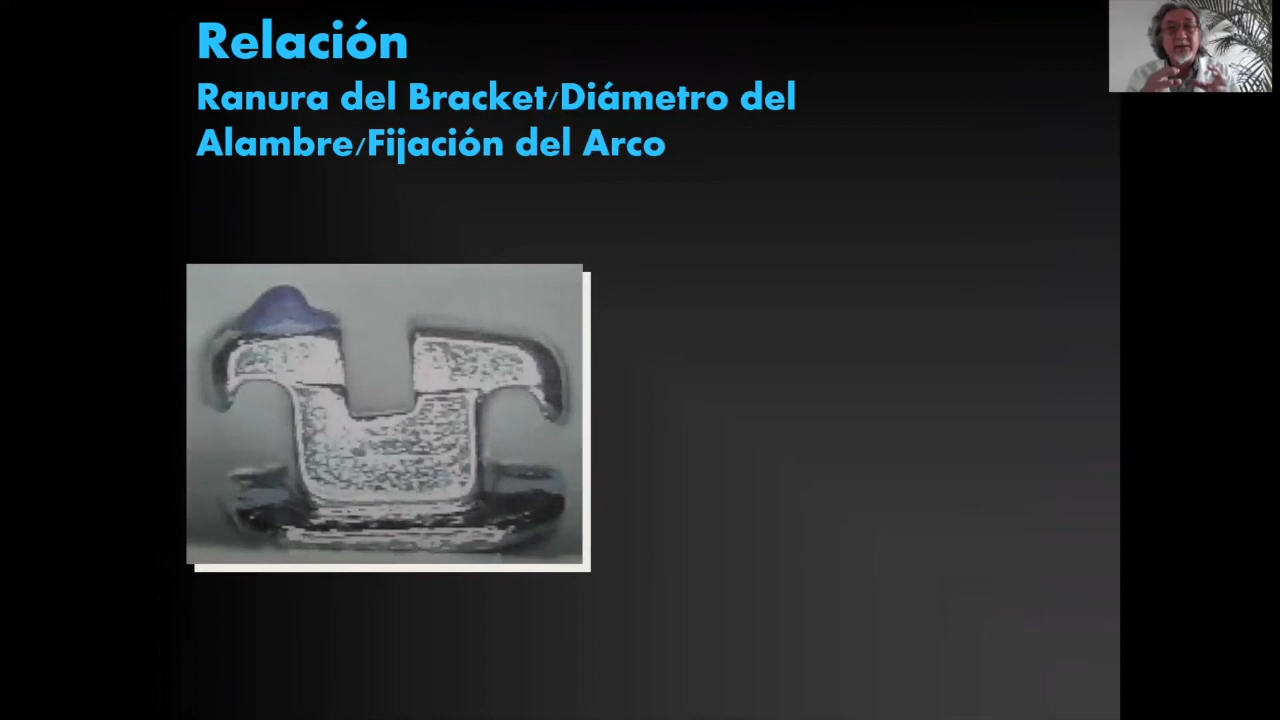 Relación
Ranura del Bracket/Diámetro del
Alambre/Fijación del Arco